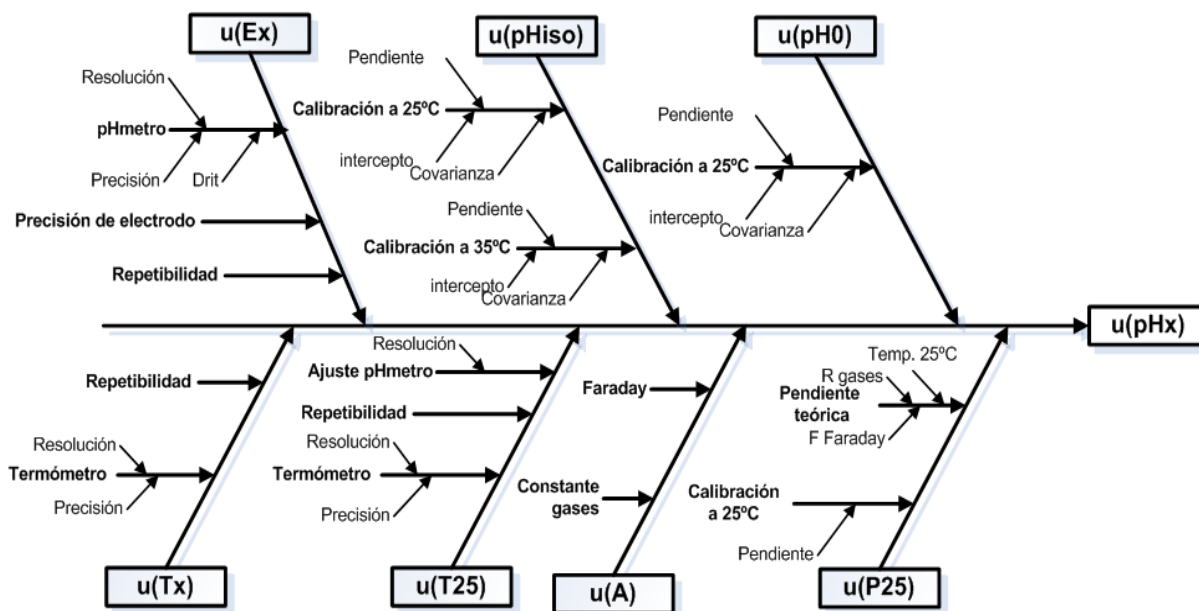 u(Ex)
u(pHiso)
u(pH0)
Resolución
pHmetro
Precisión
Drit
Precisión de electrodo
Repetibilidad
Pendiente
Calibración a 25ºC
intercepto
Covarianza
Pendiente
Calibración a 35ºC
intercepto
Covarianza
Pendiente
Calibración a 25ºC
intercepto
Covarianza
u(pHx)
Repetibilidad
Resolución
Termómetro
Precisión
Resolución
Ajuste pHmetro
Repetibilidad
Resolución
Termómetro
Precisión
Faraday
Constante
gases
Temp. 25ºC
R gases
Pendiente
teórica
F Faraday
Calibración
a 25ºC
Pendiente
u(Tx)
u(T25)
u(A)
u(P25)